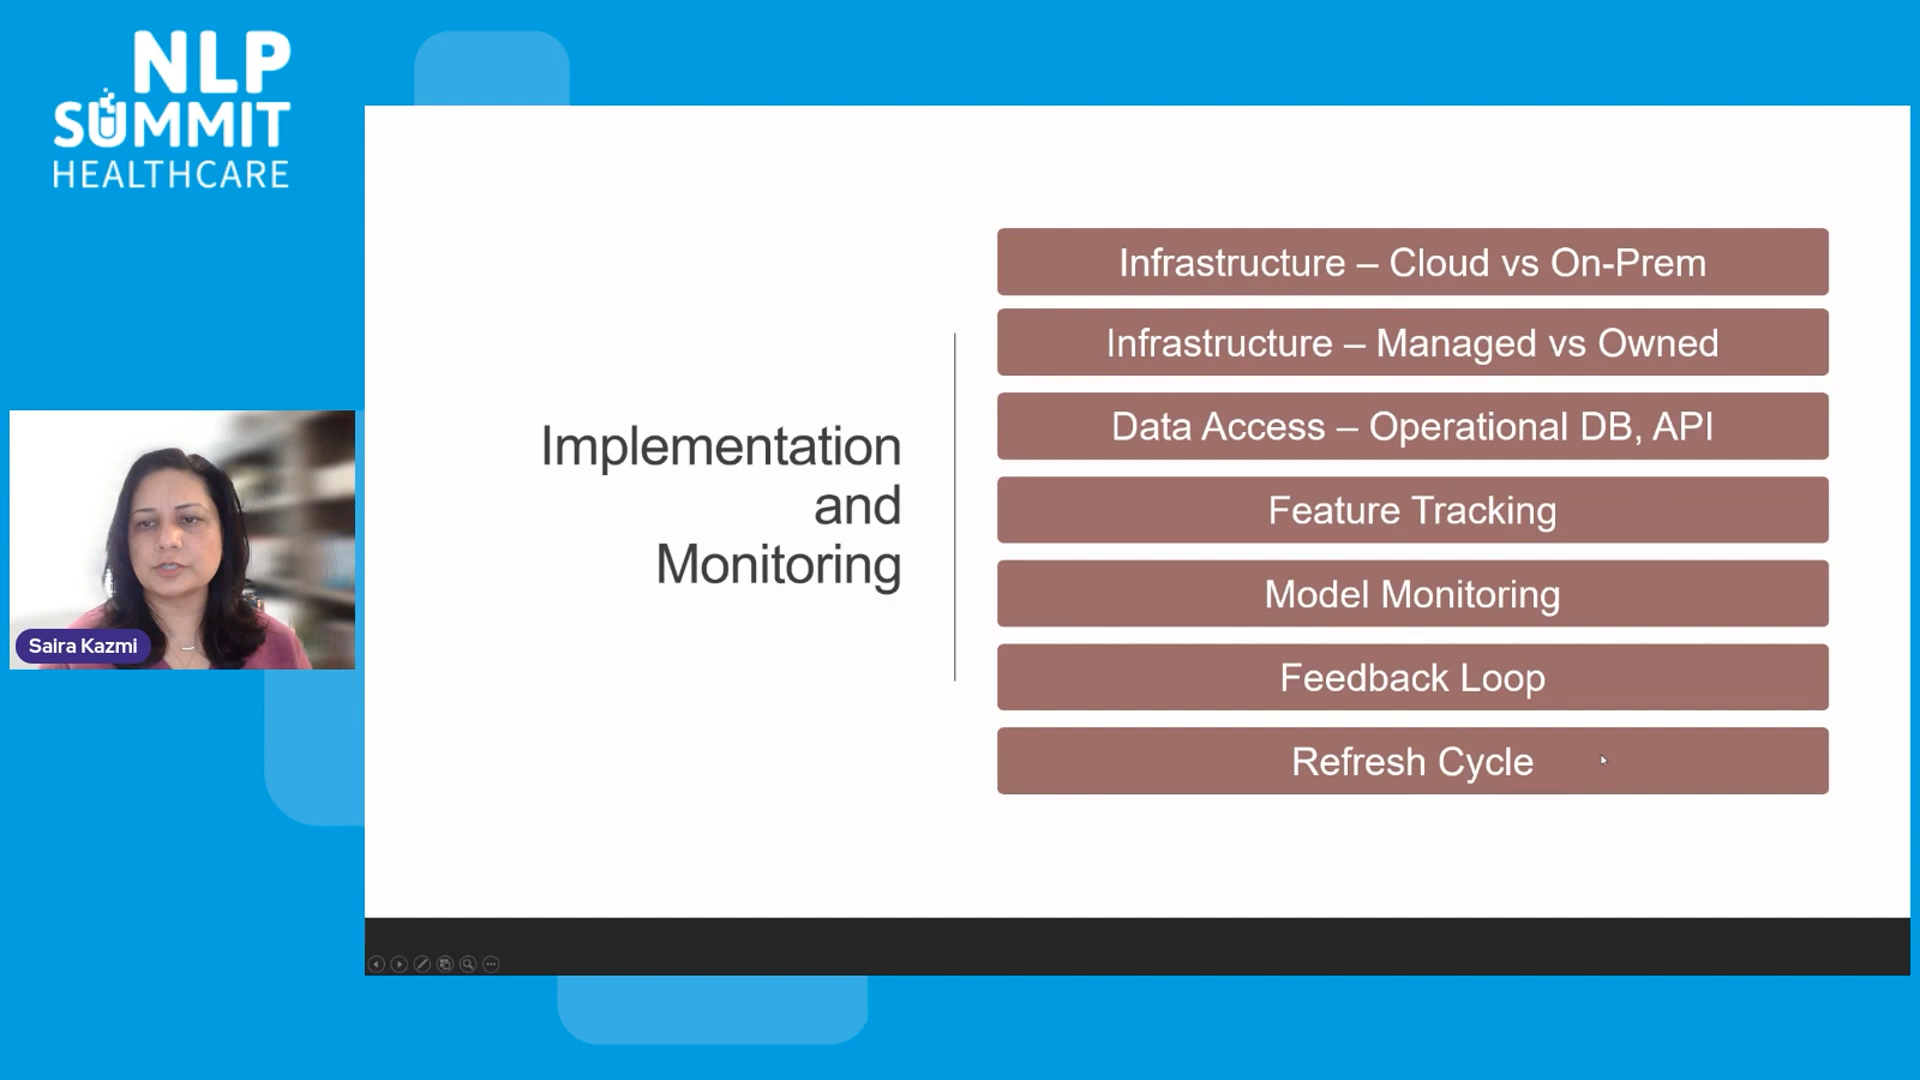 NLP
SUMMIT
HEALTHCARE
Saira Kazmi
Implementation
and
Monitoring
Infrastructure – Cloud vs On-Prem
Infrastructure – Managed vs Owned
Data Access – Operational DB, API
Feature Tracking
Model Monitoring
Feedback Loop
Refresh Cycle